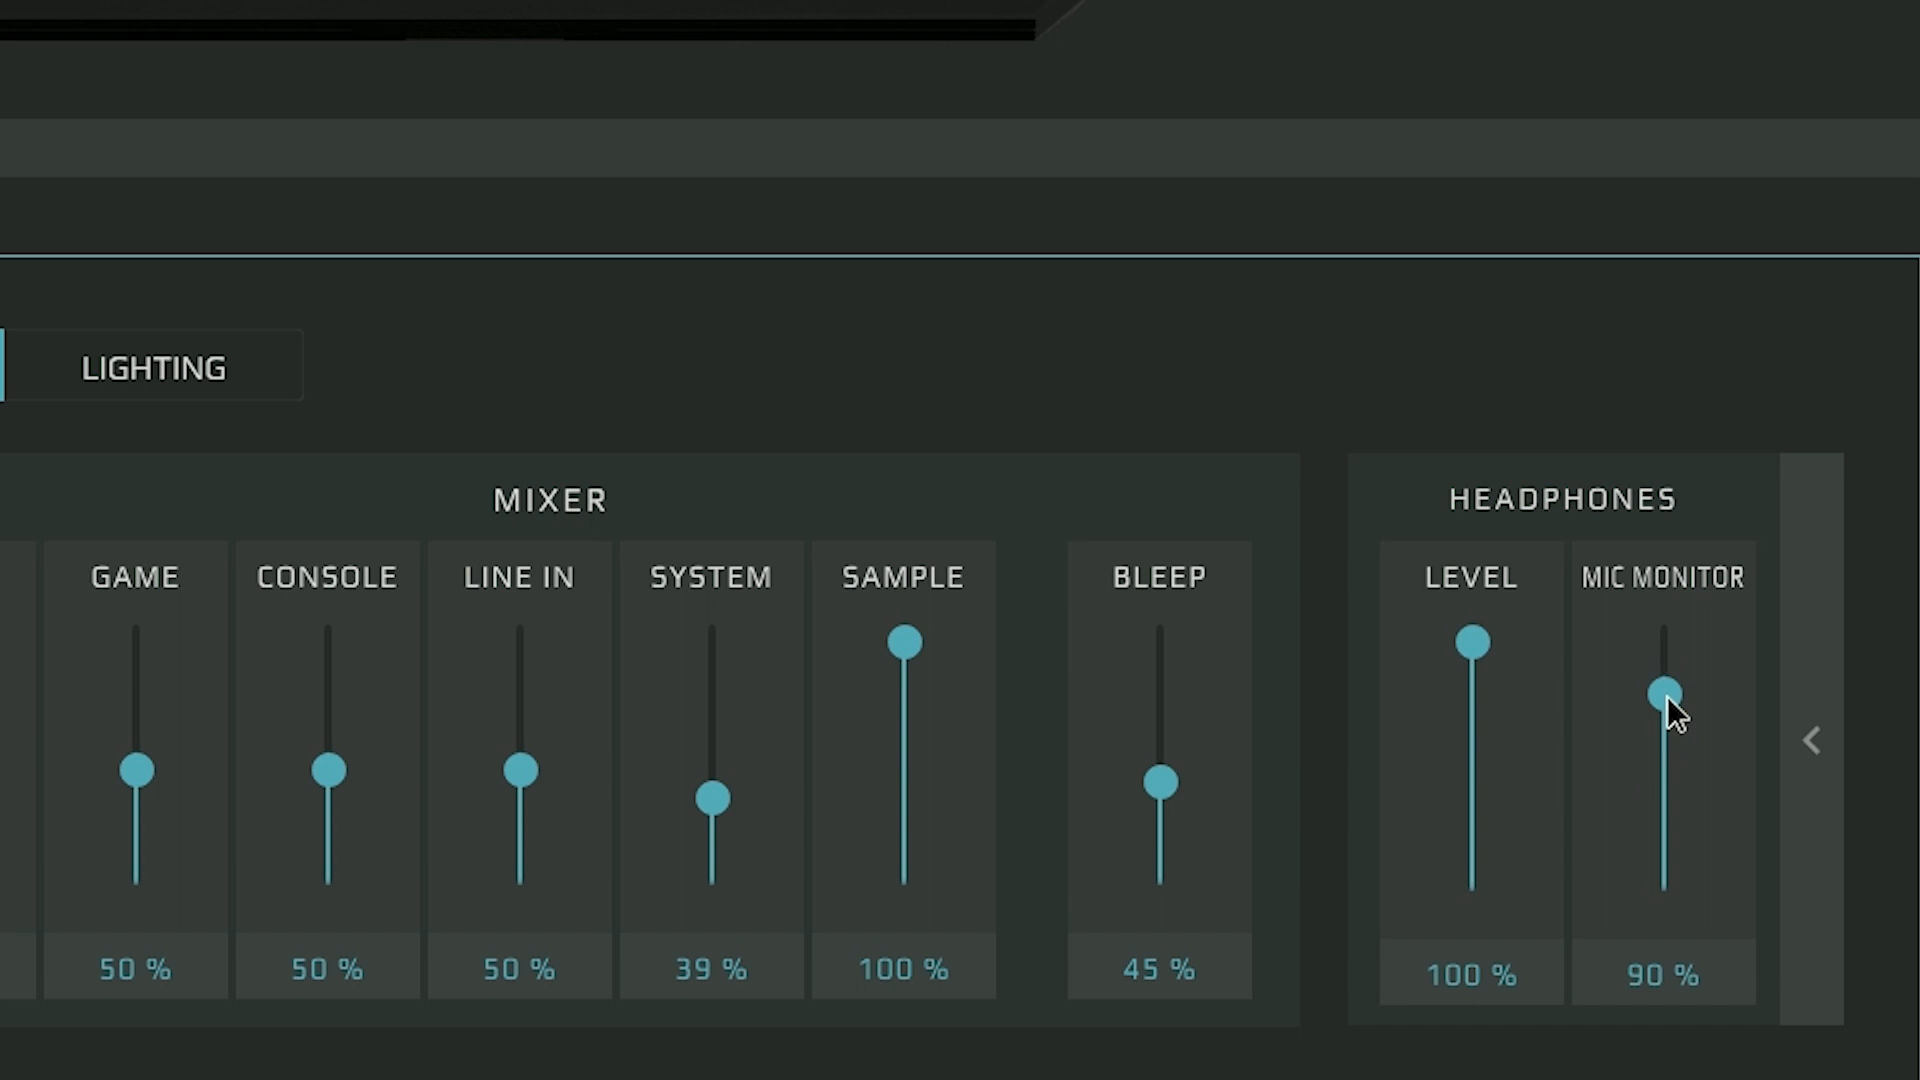 LIGHTING
MIXER
HEADPHONES
GAME CONSOLE LINE IN SYSTEM SAMPLE BLEEP LEVEL MIC MONITOR
50 % 50 % 50 % 39 % 100 % 45 % 100 % 90 %